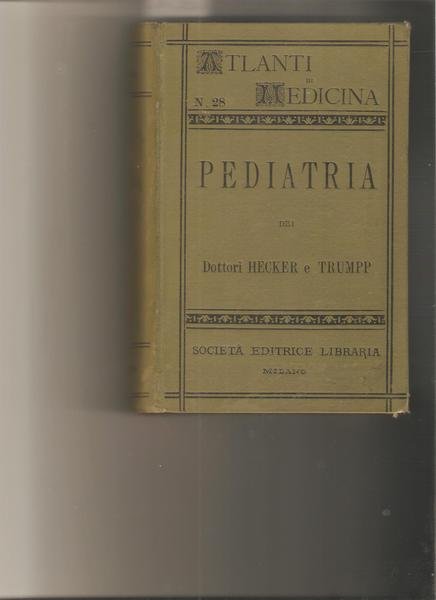 ATLANTI
DI
N. 28 MEDICINA
PEDIATRIA
DEI
Dottori HECKER e TRUMPP
SOCIETÀ EDITRICE LIBRARIA
MILANO